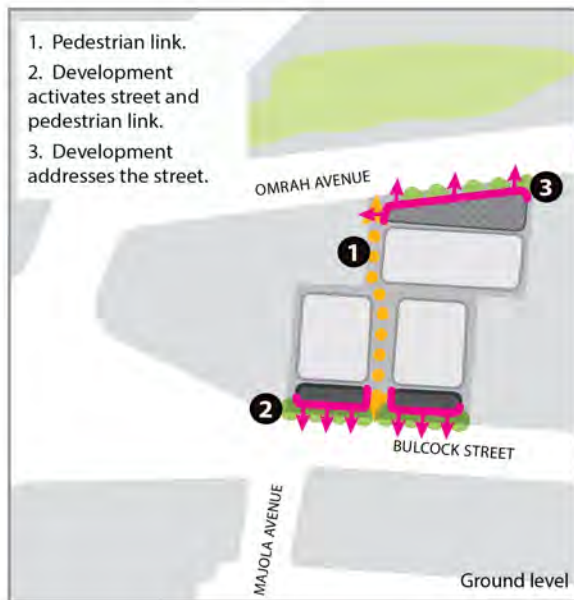 1. Pedestrian link.
2. Development
activates street and
pedestrian link.
3. Development
addresses the street.
OMRAH AVENUE
3
1
2
BULCOCK STREET
MAJOLA AVENUE
Ground level